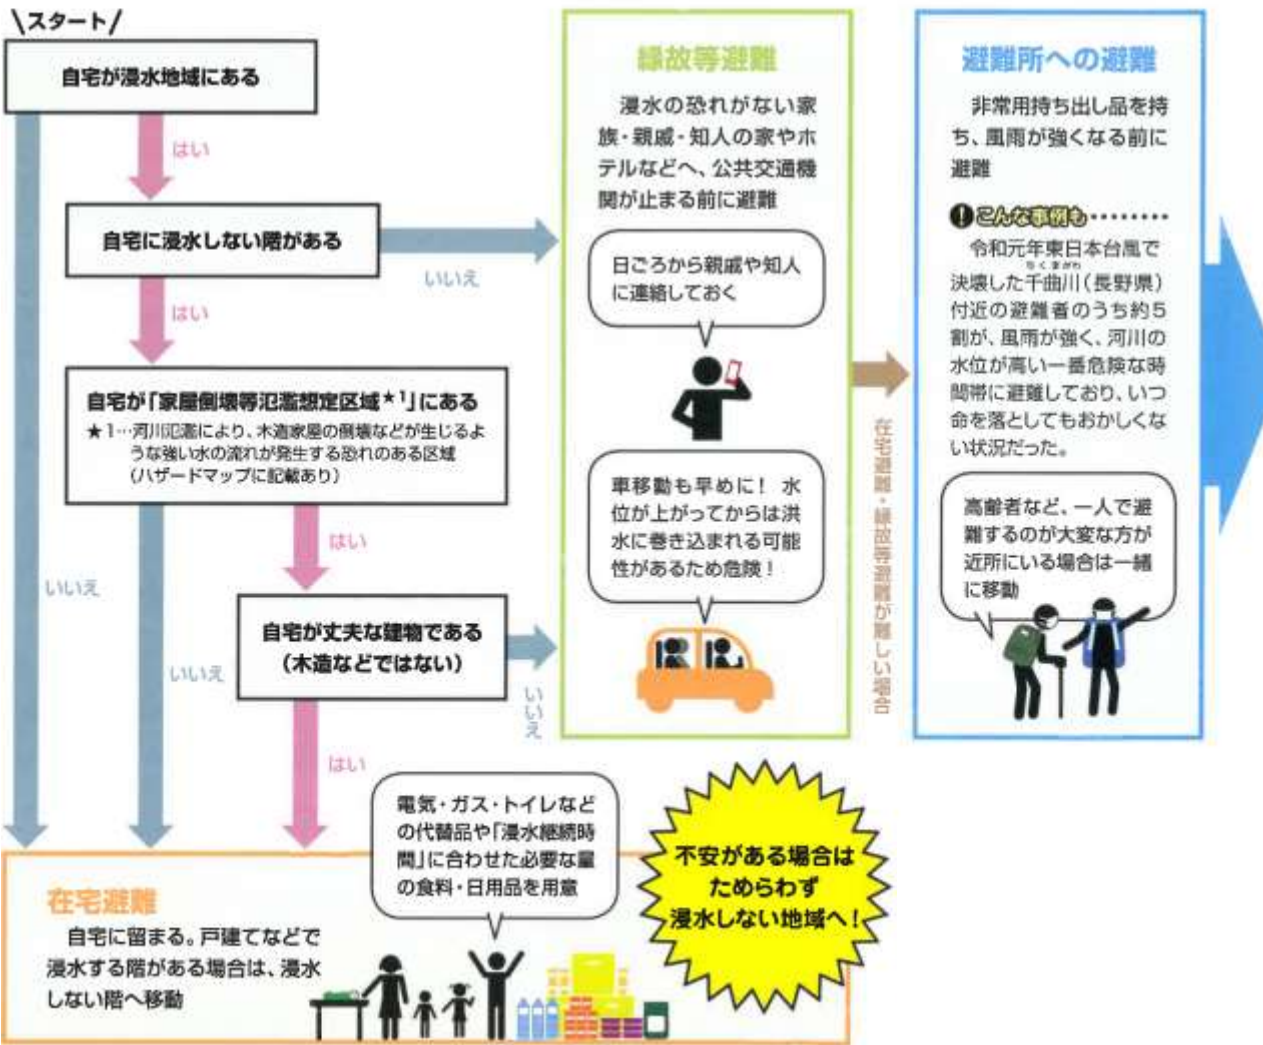 \スタート/
自宅が浸水地域にある
はい
いいえ
自宅に浸水しない階がある
いいえ
はい
自宅が「家屋倒壊等氾濫想定区域★1」にある
★1…河川氾濫により、木造家屋の倒壊などが生じるよ
うな強い水の流れが発生する恐れのある区域
(ハザードマップに記載あり)
はい
いいえ
自宅が丈夫な建物である
(木造などではない)
いいえ
はい
縁故等避難
浸水の恐れがない家
族・親戚・知人の家やホ
テルなどへ、公共交通機
関が止まる前に避難
日ごろから親戚や知人
に連絡しておく
車移動も早めに! 水
位が上がってからは洪
水に巻き込まれる可能
性があるため危険!
在宅避難・縁故等避難が難しい場合
避難所への避難
非常用持ち出し品を持
ち、風雨が強くなる前に
避難
!こんな事例も………
令和元年東日本台風で
ちくまがわ
決壊した千曲川(長野県)
付近の避難者のうち約5
割が、風雨が強く、河川の
水位が高い一番危険な時
間帯に避難しており、いつ
命を落としてもおかしくな
い状況だった。
高齢者など、一人で避
難するのが大変な方が
近所にいる場合は一緒
に移動
在宅避難
自宅に留まる。戸建てなどで
浸水する階がある場合は、浸水
しない階へ移動
電気・ガス・トイレなど
の代替品や「浸水継続時
間」に合わせた必要な量
の食料・日用品を用意
不安がある場合は
ためらわず
浸水しない地域へ!